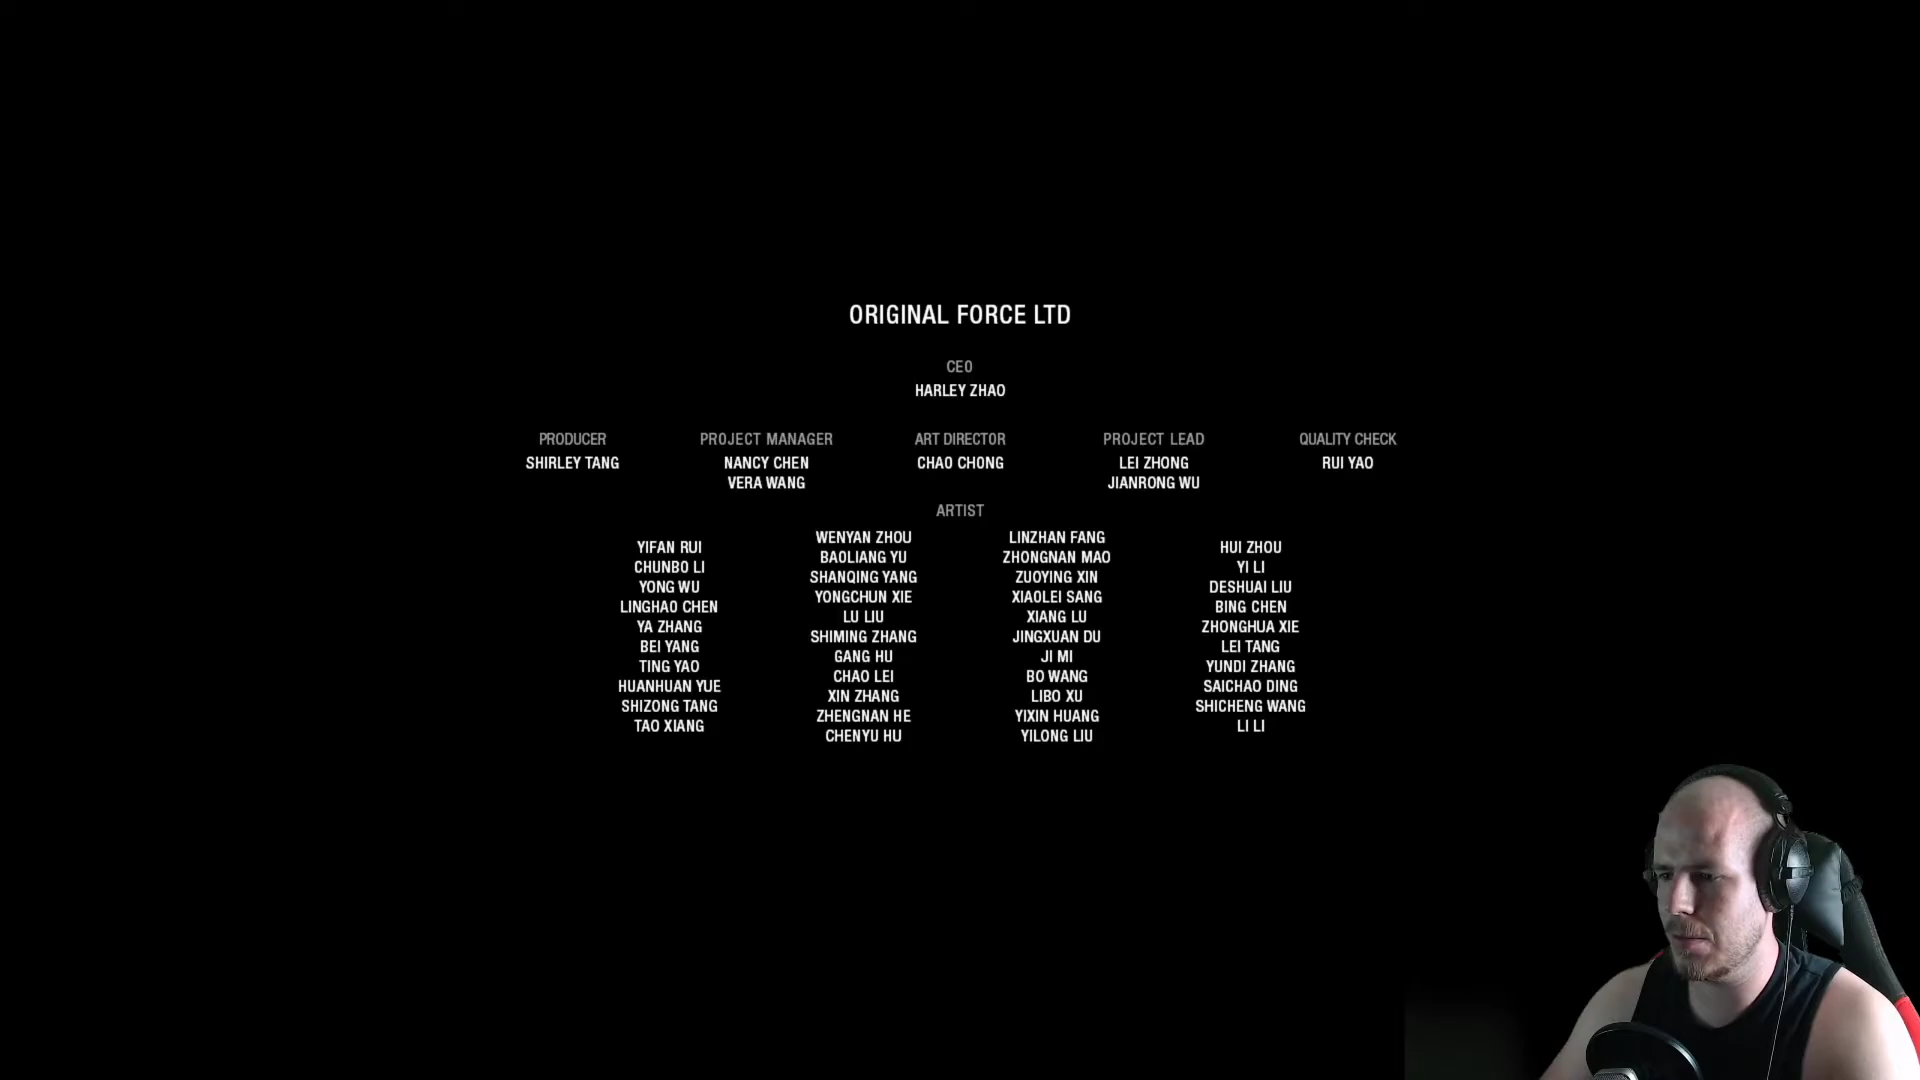 ORIGINAL FORCE LTD
CEO
HARLEY ZHAO
PRODUCER
SHIRLEY TANG
PROJECT MANAGER
NANCY CHEN
VERA WANG
ART DIRECTOR
CHAO CHONG
PROJECT LEAD
LEI ZHONG
JIANRONG WU
QUALITY CHECK
RUI YAO
ARTIST
YIFAN RUI
CHUNBO LI
YONG WU
LINGHAO CHEN
YA ZHANG
BEI YANG
TING YAO
HUANHUAN YUE
SHIZONG TANG
TAO XIANG
WENYAN ZHOU
BAOLIANG YU
SHANQING YANG
YONGCHUN XIE
LU LIU
SHIMING ZHANG
GANG HU
CHAO LEI
XIN ZHANG
ZHENGNAN HE
CHENYU HU
LINZHAN FANG
ZHONGNAN MAO
ZUOYING XIN
XIAOLEI SANG
XIANG LU
JINGXUAN DU
JI MI
BO WANG
LIBO XU
YIXIN HUANG
YILONG LIU
HUI ZHOU
YI LI
DESHUAI LIU
BING CHEN
ZHONGHUA XIE
LEI TANG
YUNDI ZHANG
SAICHAO DING
SHICHENG WANG
LI LI